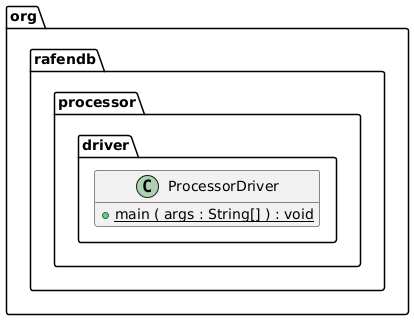 org
rafendb
processor
driver
C ProcessorDriver
main ( args : String[] ) : void